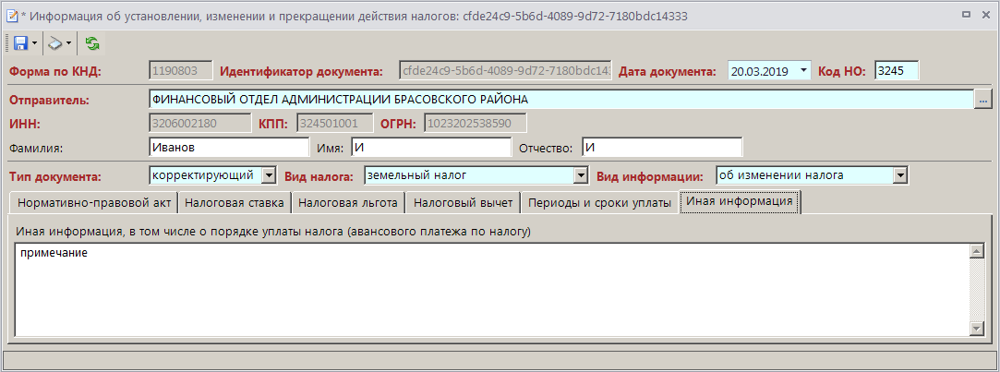 * Информация об установлении, изменении и прекращении действия налогов: cfde24c9-5b6d-4089-9d72-7180bdc14333
Форма по КНД: 1190803 Идентификатор документа: cfde24c9-5b6d-4089-9d72-7180bdc143 Дата документа: 20.03.2019 Код НО: 3245
Отправитель: ФИНАНСОВЫЙ ОТДЕЛ АДМИНИСТРАЦИИ БРАСОВСКОГО РАЙОНА ...
ИНН: 3206002180 КПП: 324501001 ОГРН: 1023202538590
Фамилия: Иванов Имя: И Отчество: И
Тип документа: корректирующий Вид налога: земельный налог Вид информации: об изменении налога
Нормативно-правовой акт Налоговая ставка Налоговая льгота Налоговый вычет Периоды и сроки уплаты Иная информация
Иная информация, в том числе о порядке уплаты налога (авансового платежа по налогу)
примечание